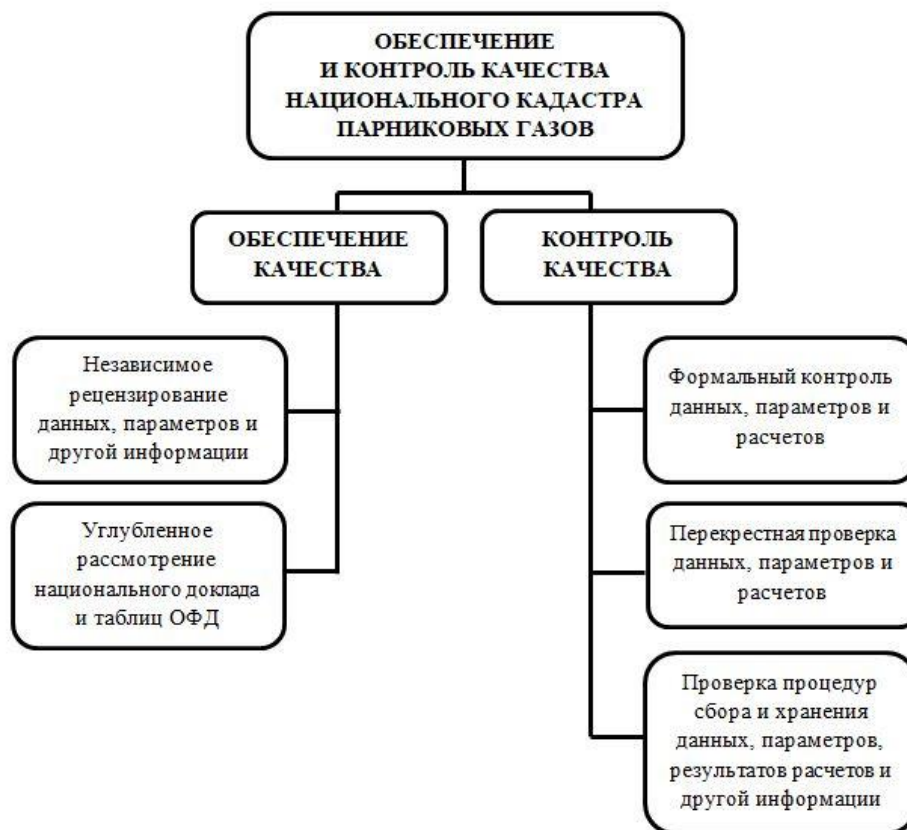 ОБЕСПЕЧЕНИЕ
И КОНТРОЛЬ КАЧЕСТВА
НАЦИОНАЛЬНОГО КАДАСТРА
ПАРНИКОВЫХ ГАЗОВ
ОБЕСПЕЧЕНИЕ
КАЧЕСТВА
КОНТРОЛЬ
КАЧЕСТВА
Независимое
рецензирование
данных, параметров и
другой информации
Углубленное
рассмотрение
национального доклада
и таблиц ОФД
Формальный контроль
данных, параметров и
расчетов
Перекрестная проверка
данных, параметров и
расчетов
Проверка процедур
сбора и хранения
данных, параметров,
результатов расчетов и
другой информации